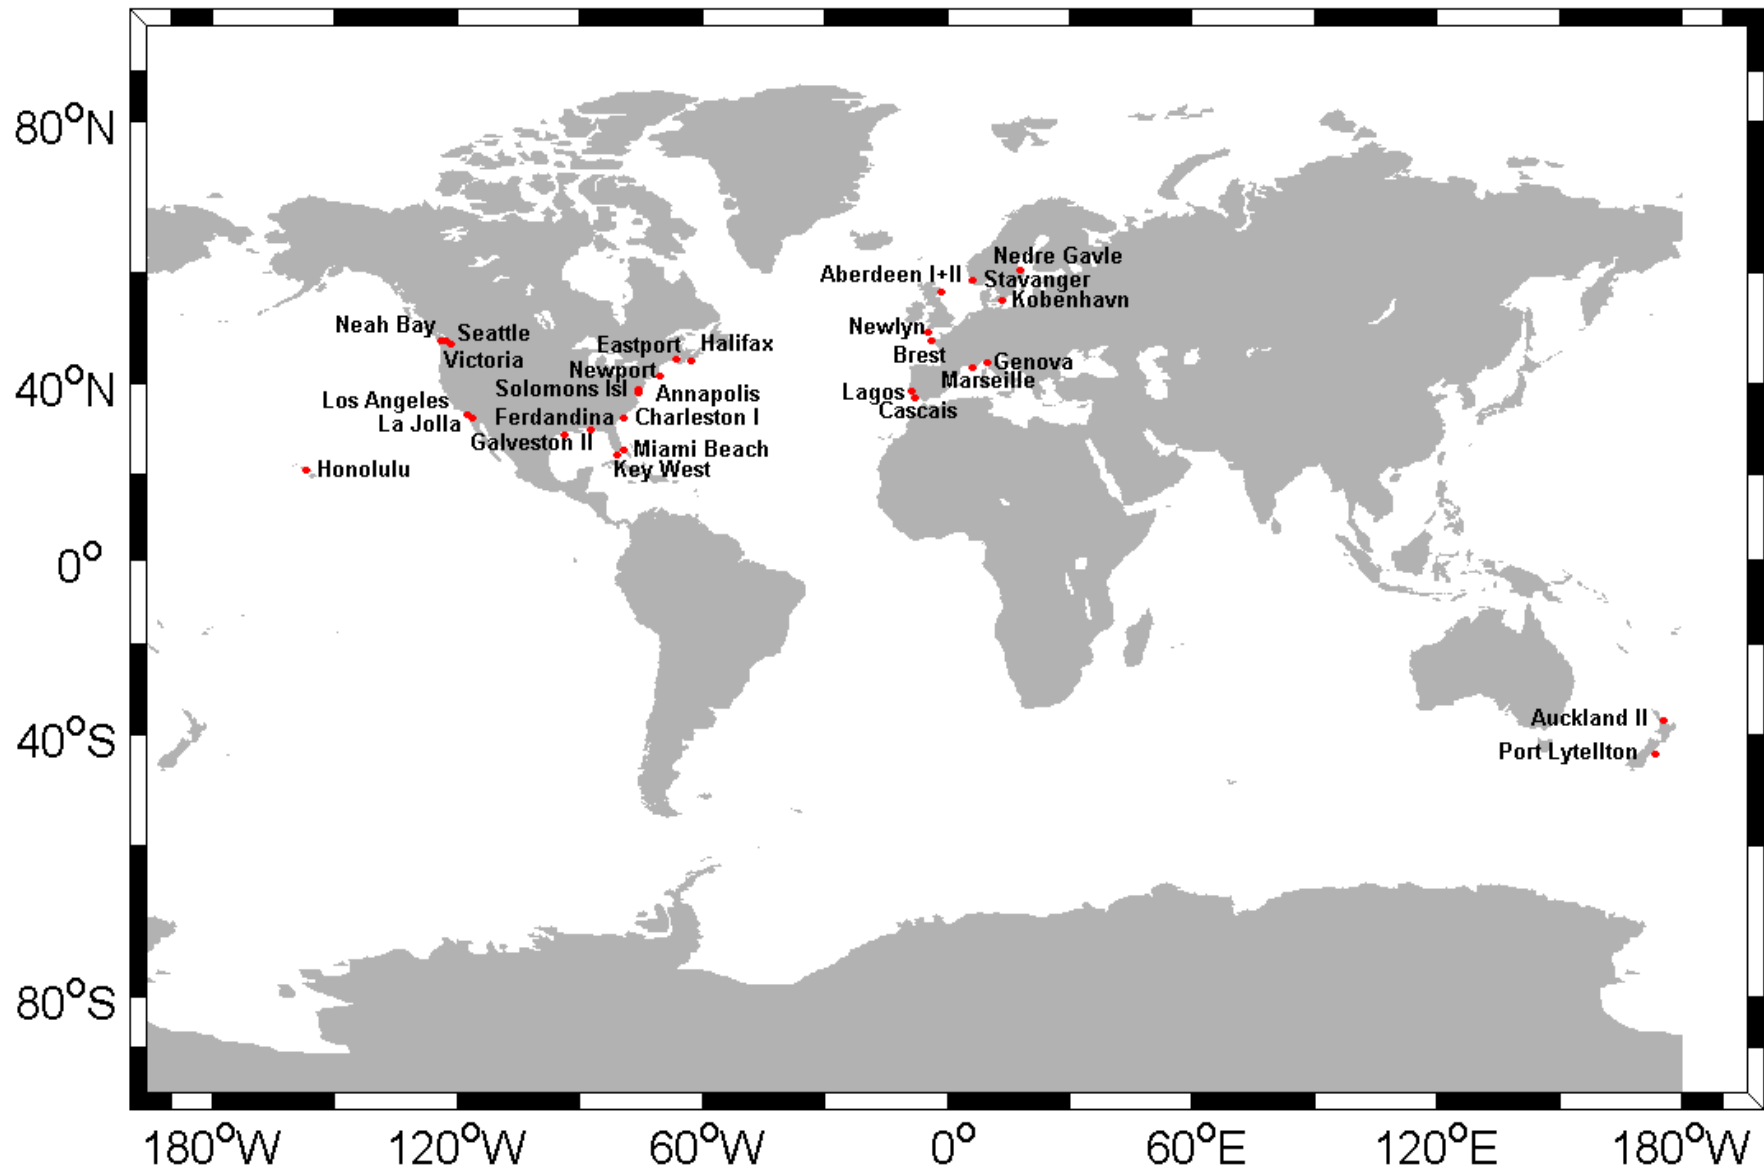 80°N
Nedre Gavle
Aberdeen I+II
Stavanger
Kobenhavn
Neah Bay
Seattle
Newlyn
Eastport
Halifax
Victoria
Brest
Genova
Newport
Marseille
40°N
Solomons Isl
Annapolis
Lagos
Los Angeles
Cascais
La Jolla
Ferdandina
Charleston I
Galveston II
Miami Beach
Honolulu
Key West
0°
Auckland II
40°S
Port Lytellton
80°S
180°W
120°W
60°W
0°
60°E
120°E
180°W